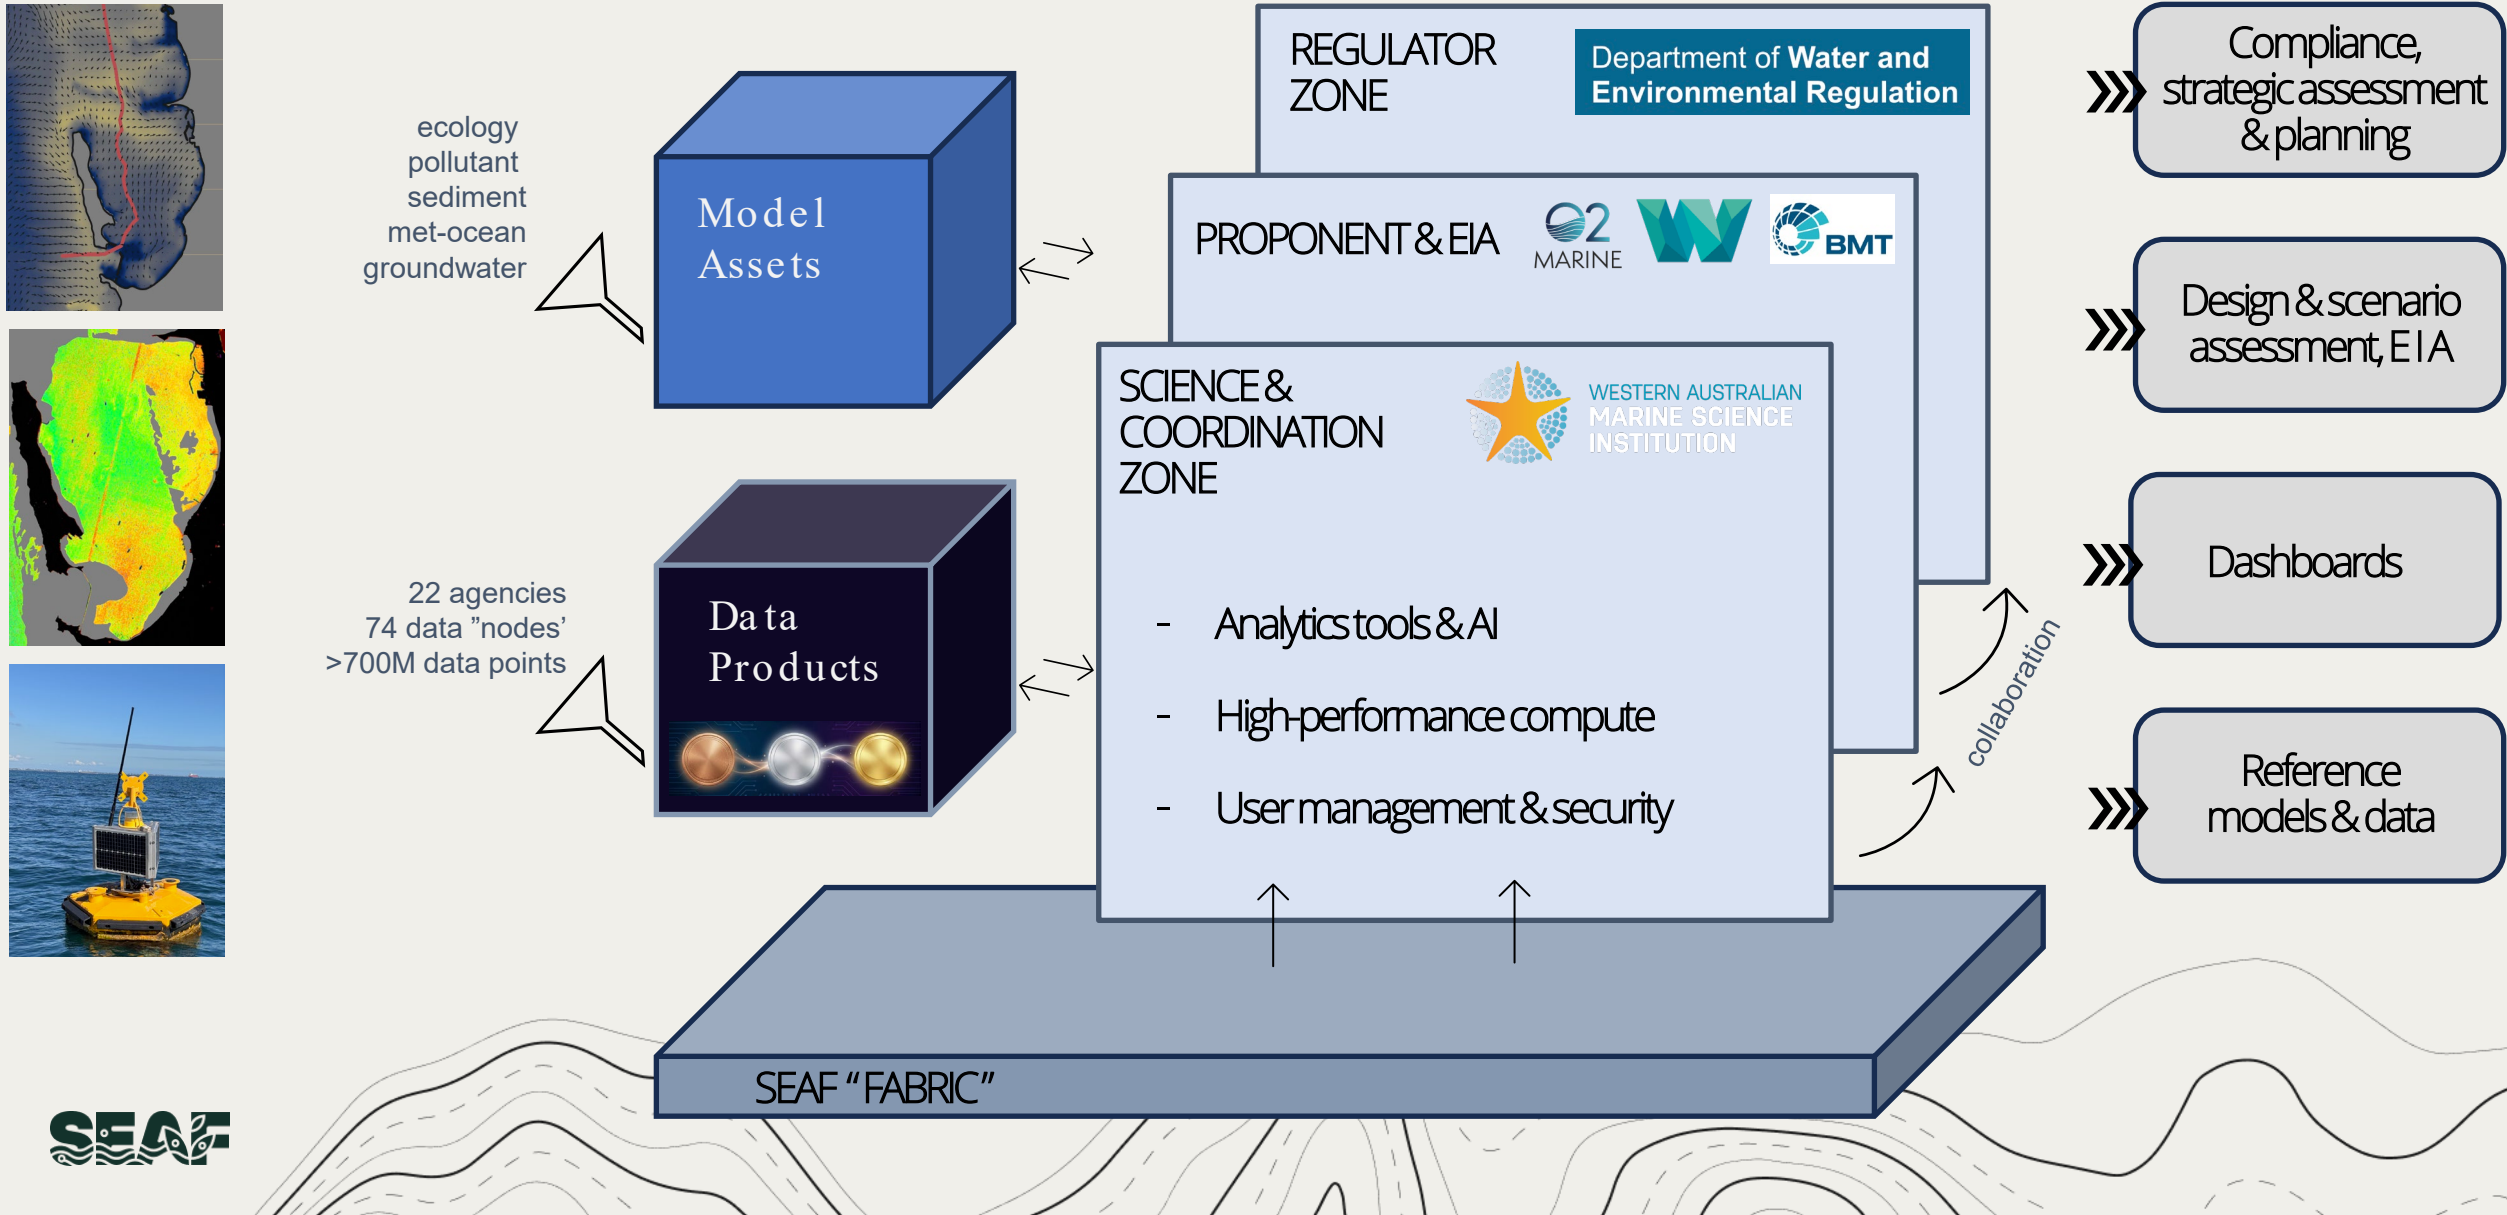 ecology
pollutant
sediment
met-ocean
groundwater
Model
Assets
22 agencies
74 data ”nodes’
>700M data points
Data
Products
REGULATOR
ZONE
Department of Water and
Environmental Regulation
PROPONENT & EIA
O2
MARINE
W
BMT
SCIENCE &
COORDINATION
ZONE
WESTERN AUSTRALIAN
MARINE SCIENCE
INSTITUTION
- Analytics tools & AI
- High-performance compute
- User management & security
collaboration
SEAF “FABRIC”
Compliance,
strategic assessment
& planning
Design & scenario
assessment, E I A
Dashboards
Reference
models & data
SEAF